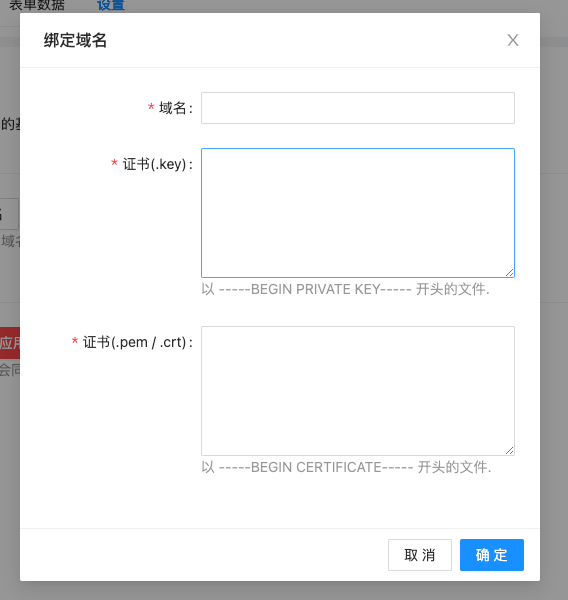 表单数据 设置
绑定域名
* 域名:
* 证书(.key):
以 -----BEGIN PRIVATE KEY----- 开头的文件.
* 证书(.pem / .crt):
以 -----BEGIN CERTIFICATE----- 开头的文件.
取 消 确 定
的
域名
应用
会同